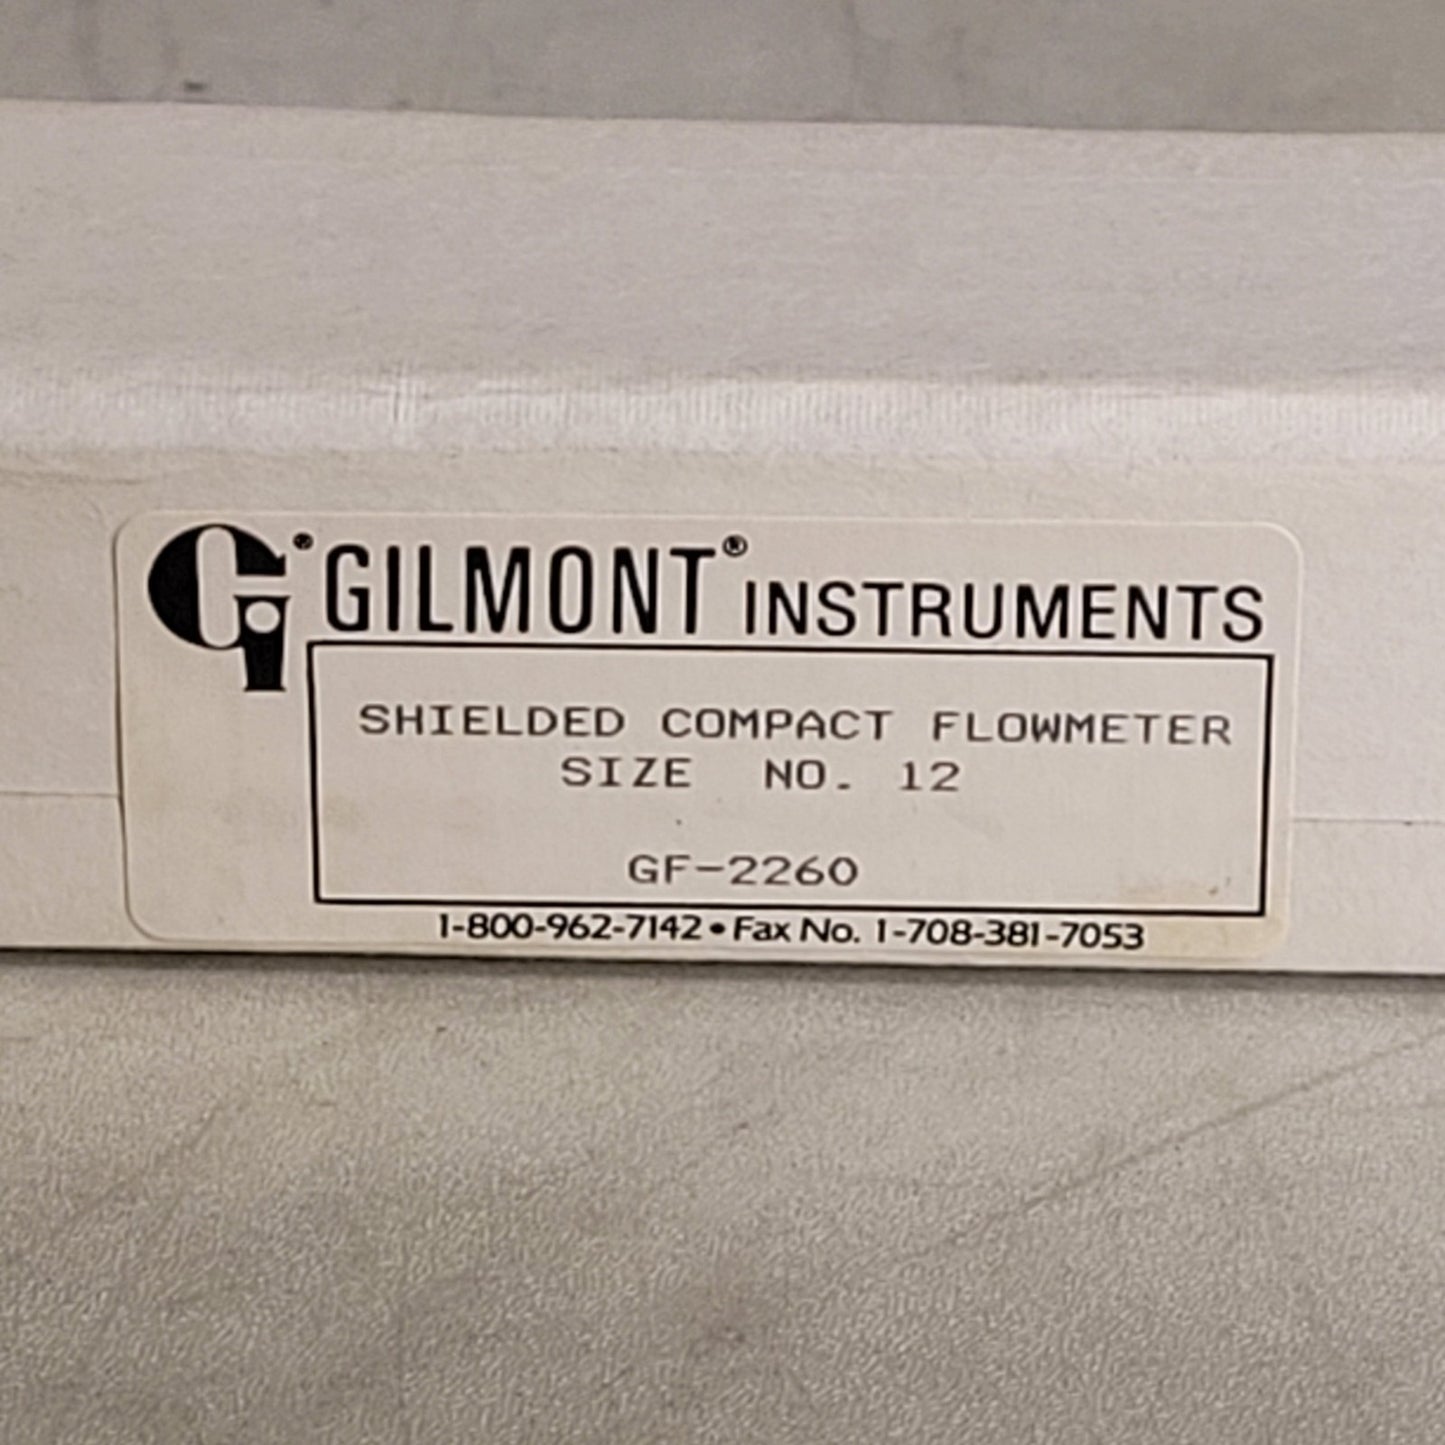 G® GILMONT® INSTRUMENTS
SHIELDED COMPACT FLOWMETER
SIZE NO. 12
GF-2260
1-800-962-7142 • Fax No. 1-708-381-7053